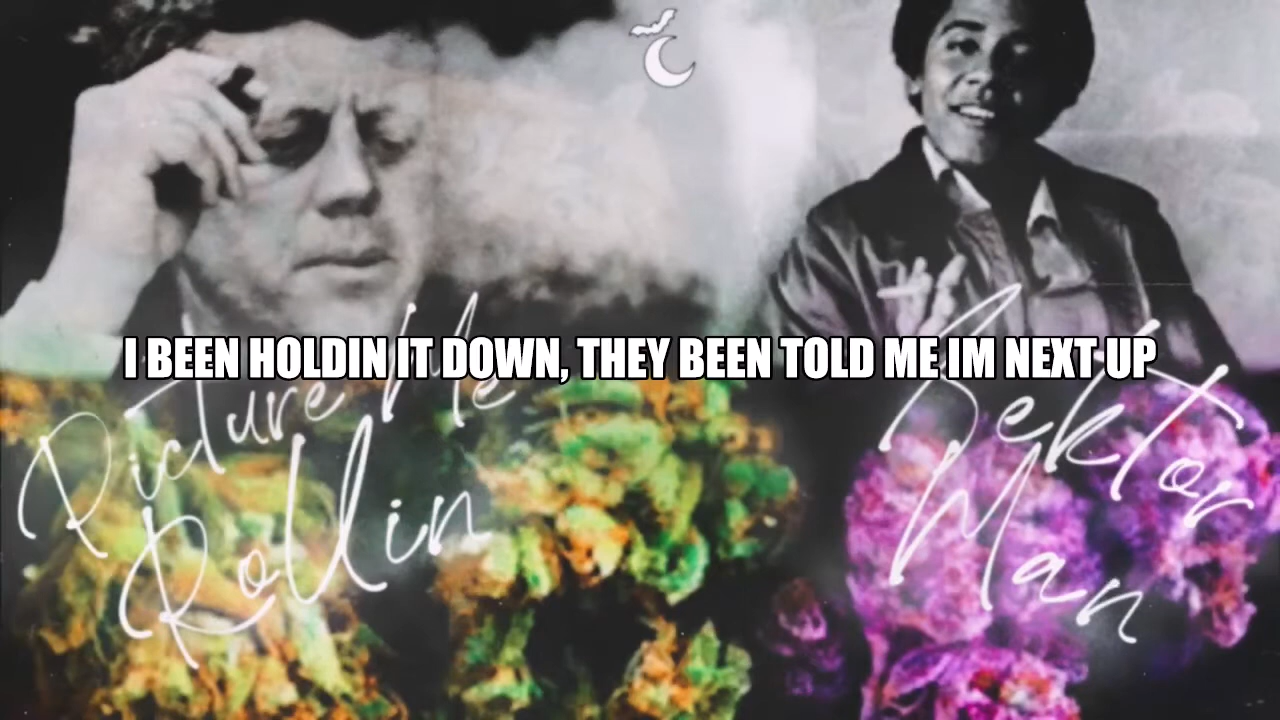 I BEEN HOLDIN IT DOWN, THEY BEEN TOLD ME IM NEXT UP
Picture Me
Rollin
Sektor
Man